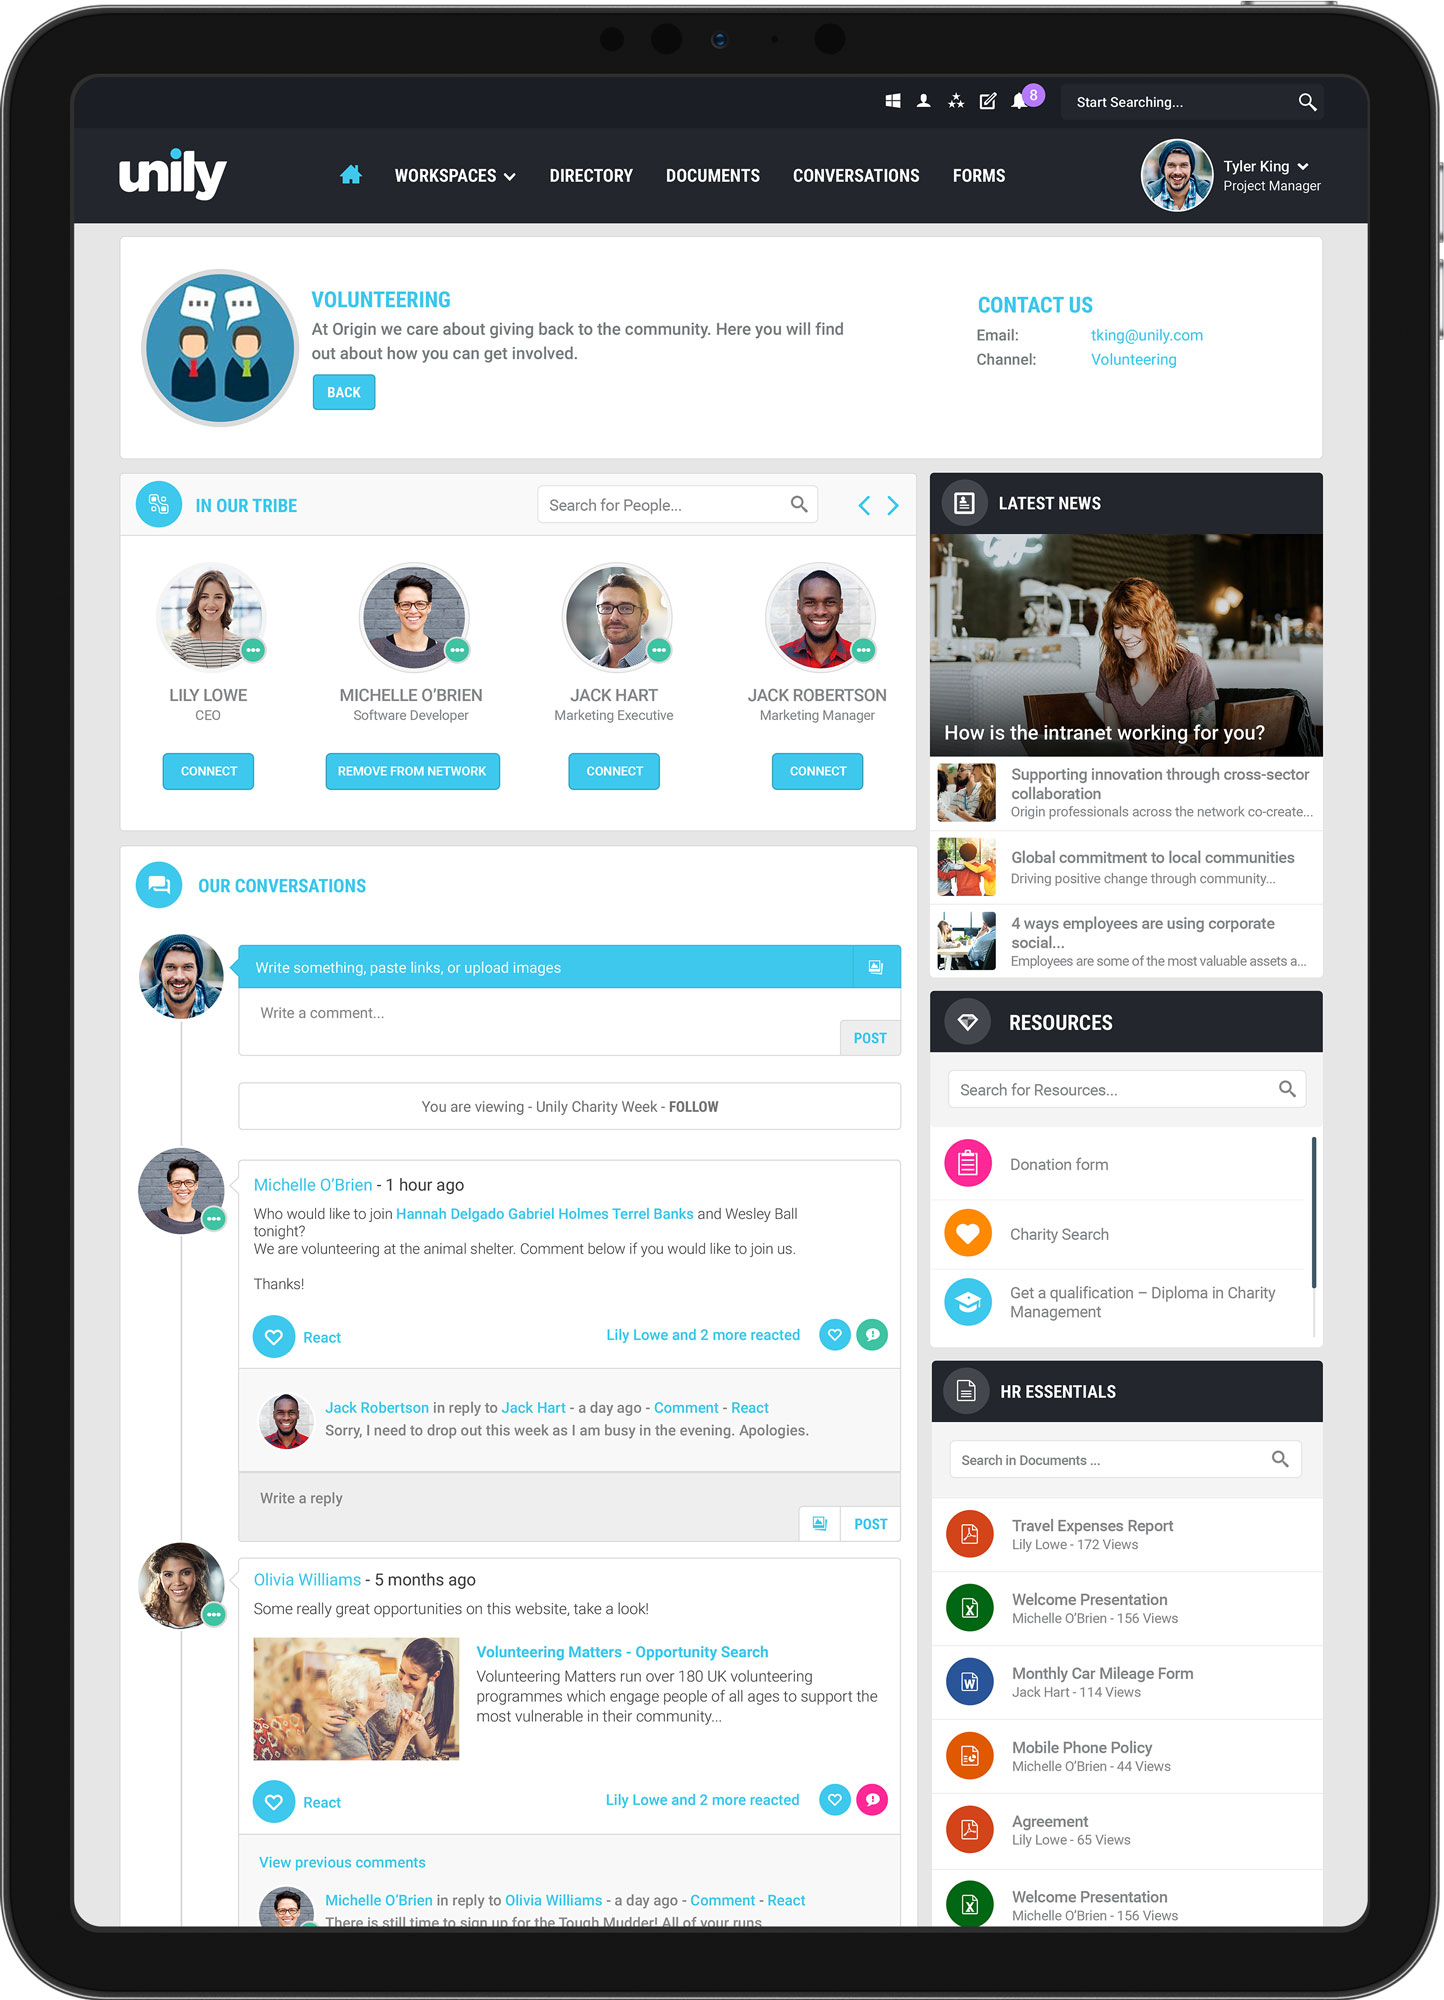 8
Start Searching...
unily
WORKSPACES
DIRECTORY
DOCUMENTS
CONVERSATIONS
FORMS
Tyler King
Project Manager
VOLUNTEERING
At Origin we care about giving back to the community. Here you will find
out about how you can get involved.
BACK
CONTACT US
Email: tking@unily.com
Channel: Volunteering
IN OUR TRIBE
Search for People...
LILY LOWE
CEO
CONNECT
MICHELLE O'BRIEN
Software Developer
REMOVE FROM NETWORK
JACK HART
Marketing Executive
CONNECT
JACK ROBERTSON
Marketing Manager
CONNECT
OUR CONVERSATIONS
Write something, paste links, or upload images
Write a comment...
POST
You are viewing - Unily Charity Week - FOLLOW
Michelle O'Brien - 1 hour ago
Who would like to join Hannah Delgado Gabriel Holmes Terrel Banks and Wesley Ball
tonight?
We are volunteering at the animal shelter. Comment below if you would like to join us.
Thanks!
React
Lily Lowe and 2 more reacted
Jack Robertson in reply to Jack Hart - a day ago - Comment - React
Sorry, I need to drop out this week as I am busy in the evening. Apologies.
Write a reply
POST
Olivia Williams - 5 months ago
Some really great opportunities on this website, take a look!
Volunteering Matters - Opportunity Search
Volunteering Matters run over 180 UK volunteering
programmes which engage people of all ages to support the
most vulnerable in their community...
React
Lily Lowe and 2 more reacted
View previous comments
Michelle O'Brien in reply to Olivia Williams - a day ago - Comment - React
There is still time to sign up for the Tough Mudder! All of your runs
LATEST NEWS
How is the intranet working for you?
Supporting innovation through cross-sector
collaboration
Origin professionals across the network co-create...
Global commitment to local communities
Driving positive change through community...
4 ways employees are using corporate
social...
Employees are some of the most valuable assets a...
RESOURCES
Search for Resources...
Donation form
Charity Search
Get a qualification – Diploma in Charity
Management
HR ESSENTIALS
Search in Documents ...
Travel Expenses Report
Lily Lowe - 172 Views
Welcome Presentation
Michelle O'Brien - 156 Views
Monthly Car Mileage Form
Jack Hart - 114 Views
Mobile Phone Policy
Michelle O'Brien - 44 Views
Agreement
Lily Lowe - 65 Views
Welcome Presentation
Michelle O'Brien - 156 Views